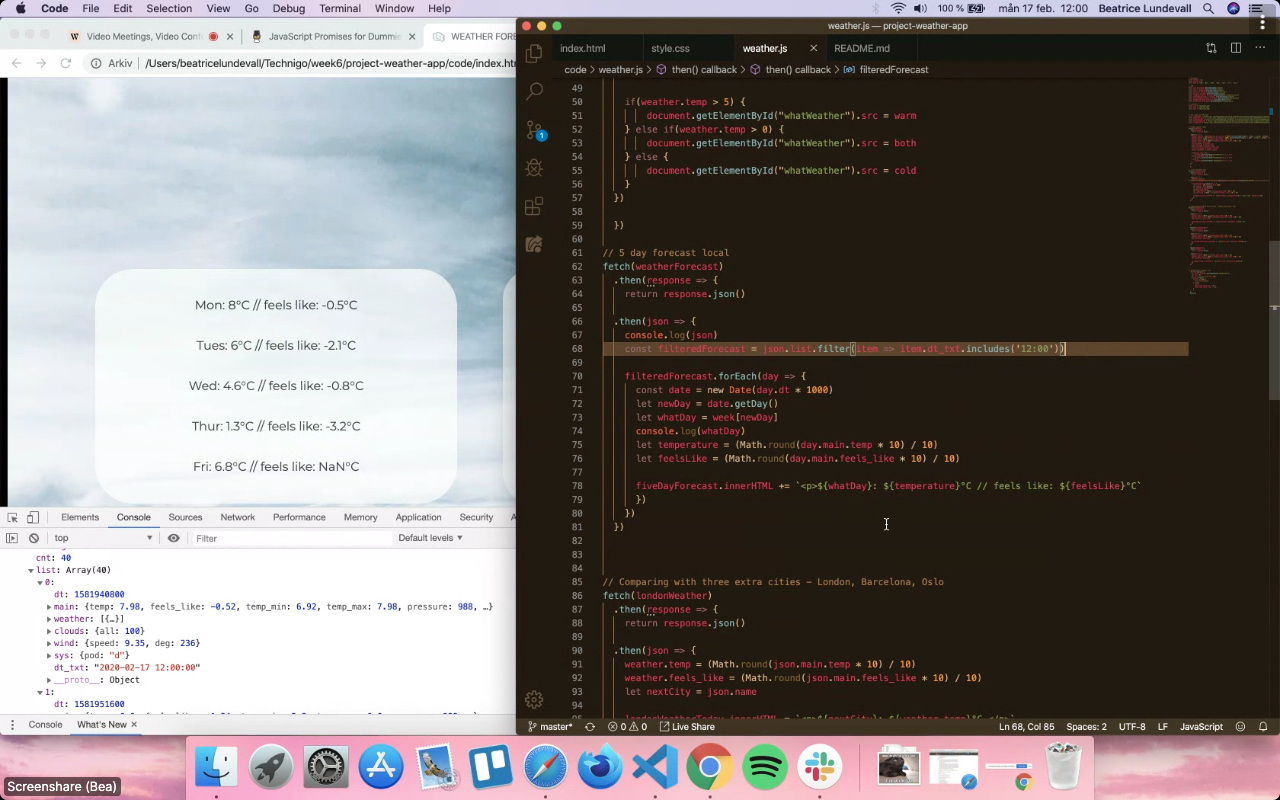 Code File Edit Selection View Go Debug Terminal Window Help 100 % mån 17 feb. 12:00 Beatrice Lundevall
Video Meetings, Video Con
JavaScript Promises for Dummie
WEATHER FORE
Arkiv /Users/beatricelundevall/Technigo/week6/project-weather-app/code/index.htm
Mon: 8°C // feels like: -0.5°C
Tues: 6°C // feels like: -2.1°C
Wed: 4.6°C // feels like: -0.8°C
Thur: 1.3°C // feels like: -3.2°C
Fri: 6.8°C // feels like: NaN°C
Elements Console Sources Network Performance Memory Application Security
top Filter Default levels
cnt: 40
list: Array(40)
0:
dt: 1581940800
main: {temp: 7.98, feels_like: -0.52, temp_min: 6.92, temp_max: 7.98, pressure: 988, …}
weather: [{…}]
clouds: {all: 100}
wind: {speed: 9.35, deg: 236}
sys: {pod: "d"}
dt_txt: "2020-02-17 12:00:00"
__proto__: Object
1:
dt: 1581951600
Console What's New
weather.js — project-weather-app
index.html style.css weather.js README.md
code > weather.js > then() callback > then() callback > filteredForecast
49
50 if(weather.temp > 5) {
51 document.getElementById("whatWeather").src = warm
52 } else if(weather.temp > 0) {
53 document.getElementById("whatWeather").src = both
54 } else {
55 document.getElementById("whatWeather").src = cold
56 }
57 })
58
59 })
60
61 // 5 day forecast local
62 fetch(weatherForecast)
63 .then(response => {
64 return response.json()
65
66 .then(json => {
67 console.log(json)
68 const filteredForecast = json.list.filter(item => item.dt_txt.includes('12:00'))
69
70 filteredForecast.forEach(day => {
71 const date = new Date(day.dt * 1000)
72 let newDay = date.getDay()
73 let whatDay = week[newDay]
74 console.log(whatDay)
75 let temperature = (Math.round(day.main.temp * 10) / 10)
76 let feelsLike = (Math.round(day.main.feels_like * 10) / 10)
77
78 fiveDayForecast.innerHTML += `<p>${whatDay}: ${temperature}°C // feels like: ${feelsLike}°C`
79 })
80 })
81 })
82
83
84
85 // Comparing with three extra cities – London, Barcelona, Oslo
86 fetch(londonWeather)
87 .then(response => {
88 return response.json()
89
90 .then(json => {
91 weather.temp = (Math.round(json.main.temp * 10) / 10)
92 weather.feels_like = (Math.round(json.main.feels_like * 10) / 10)
93 let nextCity = json.name
94
1
master* 0 0 Live Share Ln 68, Col 85 Spaces: 2 UTF-8 LF JavaScript
Screenshare (Bea)